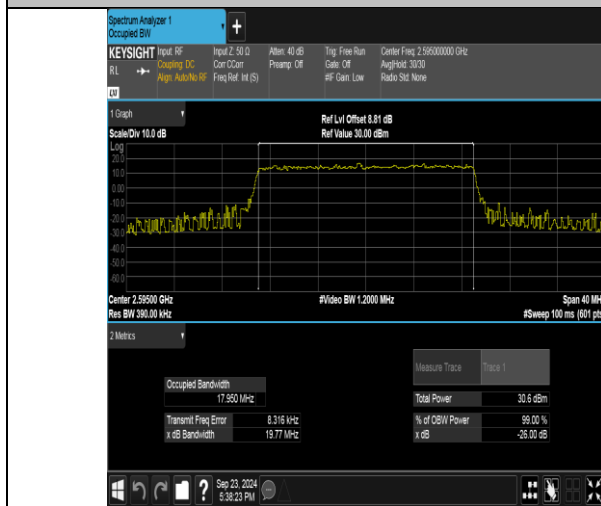 Spectrum Analyzer 1
Occupied BW
+
KEYSIGHT
RL
LXI
Input: RF
Coupling: DC
Align: Auto/No RF
Input Z: 50 Ω
Corr CCorr
Freq Ref: Int (S)
Atten: 40 dB
Preamp: Off
Trig: Free Run
Gate: Off
#IF Gain: Low
Center Freq: 2.595000000 GHz
Avg|Hold: 30/30
Radio Std: None
1 Graph
Scale/Div 10.0 dB
Ref Lvl Offset 8.81 dB
Ref Value 30.00 dBm
Log
20.0
10.0
0.00
-10.0
-20.0
-30.0
-40.0
-50.0
-60.0
Center 2.59500 GHz
Res BW 390.00 kHz
#Video BW 1.2000 MHz
Span 40 MH
#Sweep 100 ms (601 pts
2 Metrics
Measure Trace Trace 1
Occupied Bandwidth
17.950 MHz
Total Power 30.6 dBm
Transmit Freq Error 8.316 kHz
% of OBW Power 99.00 %
x dB Bandwidth 19.77 MHz
x dB -26.00 dB
?
Sep 23, 2024
5:38:23 PM